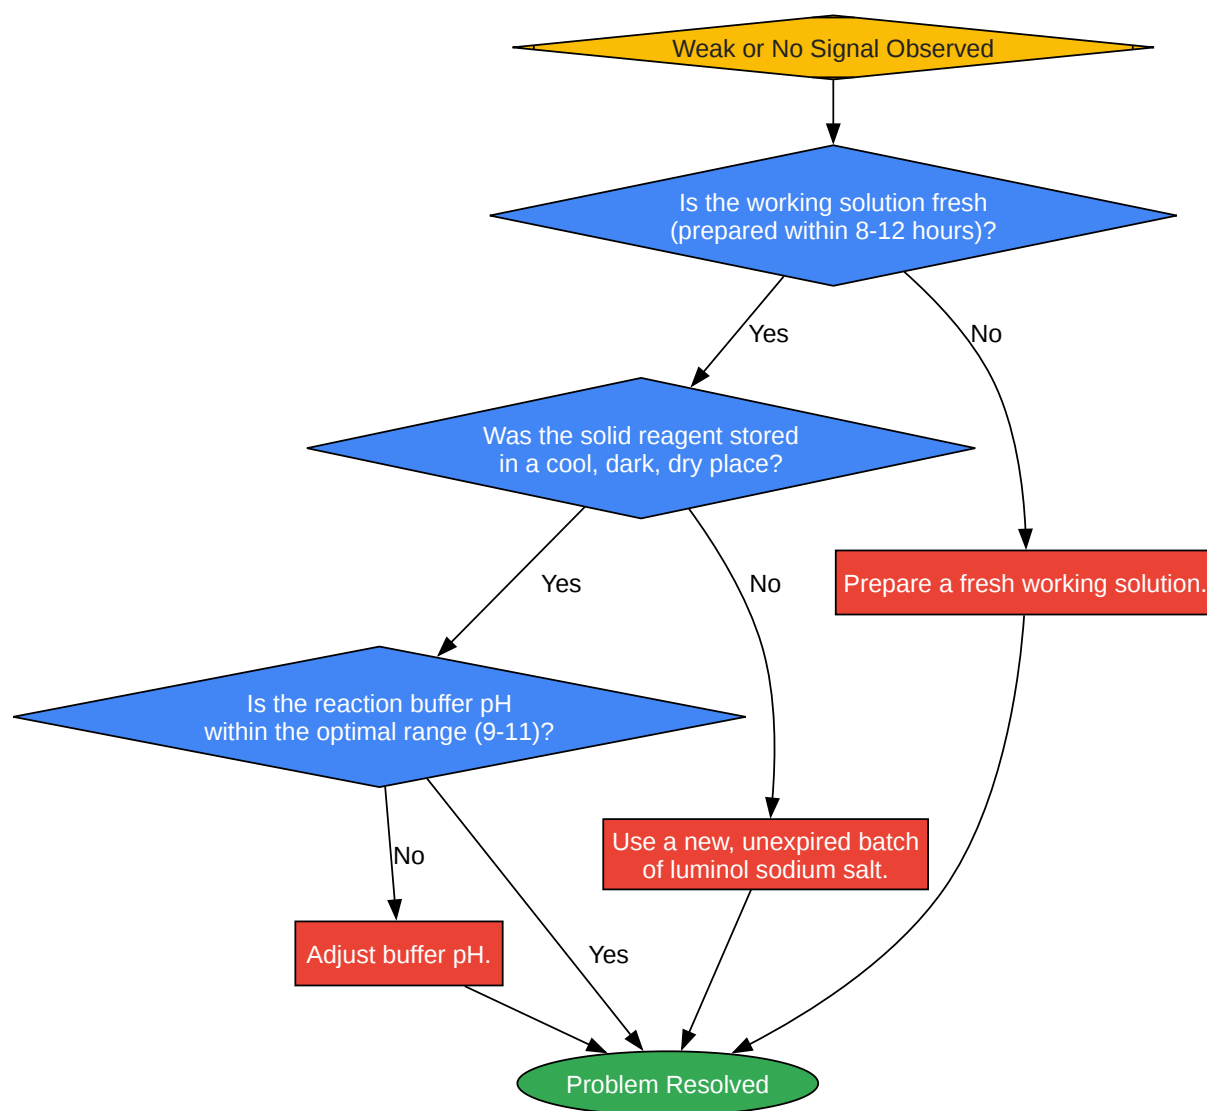 Weak or No Signal Observed
Is the working solution fresh
(prepared within 8-12 hours)?
Yes
No
Was the solid reagent stored
in a cool, dark, dry place?
Yes
No
Prepare a fresh working solution.
Is the reaction buffer pH
within the optimal range (9-11)?
No
Yes
Use a new, unexpired batch
of luminol sodium salt.
Adjust buffer pH.
Problem Resolved